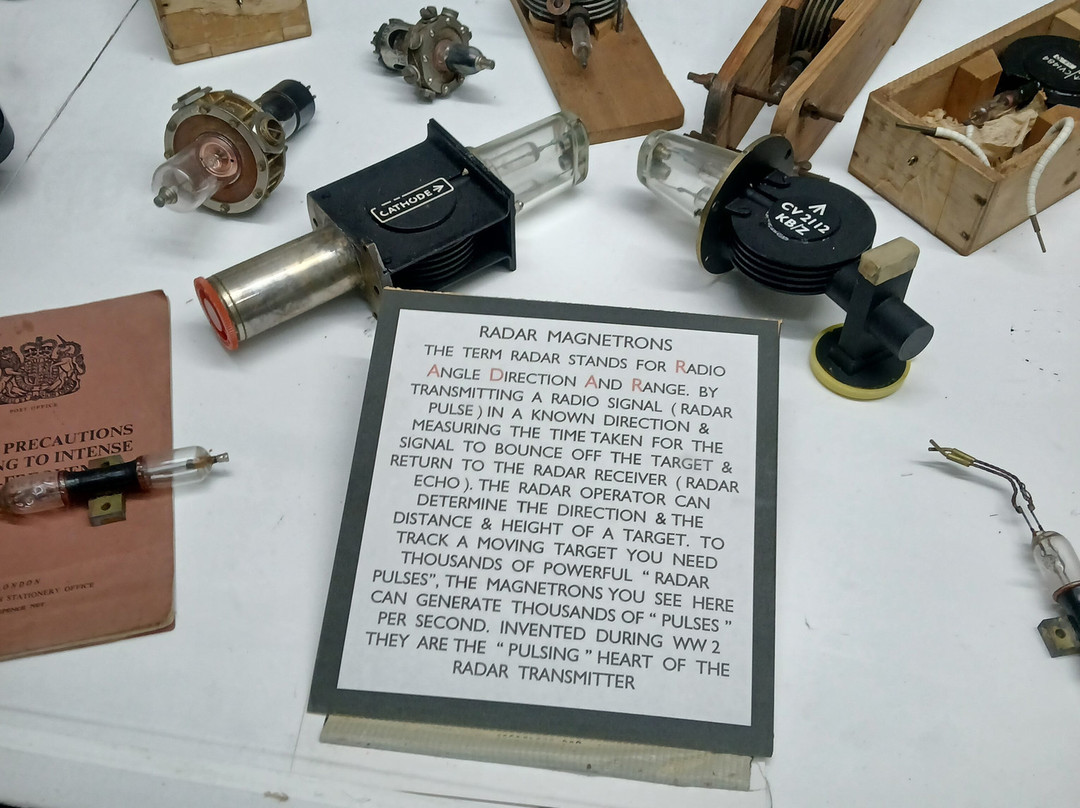 CV1484
CATHODE >
CV2112
KB/Z
POST OFFICE
PRECAUTIONS
NG TO INTENSE
LONDON
STATIONERY OFFICE
RADAR MAGNETRONS
THE TERM RADAR STANDS FOR RADIO
ANGLE DIRECTION AND RANGE. BY
TRANSMITTING A RADIO SIGNAL ( RADAR
PULSE ) IN A KNOWN DIRECTION &
MEASURING THE TIME TAKEN FOR THE
SIGNAL TO BOUNCE OFF THE TARGET &
RETURN TO THE RADAR RECEIVER ( RADAR
ECHO ). THE RADAR OPERATOR CAN
DETERMINE THE DIRECTION & THE
DISTANCE & HEIGHT OF A TARGET. TO
TRACK A MOVING TARGET YOU NEED
THOUSANDS OF POWERFUL " RADAR
PULSES", THE MAGNETRONS YOU SEE HERE
CAN GENERATE THOUSANDS OF " PULSES "
PER SECOND. INVENTED DURING WW 2
THEY ARE THE " PULSING " HEART OF THE
RADAR TRANSMITTER